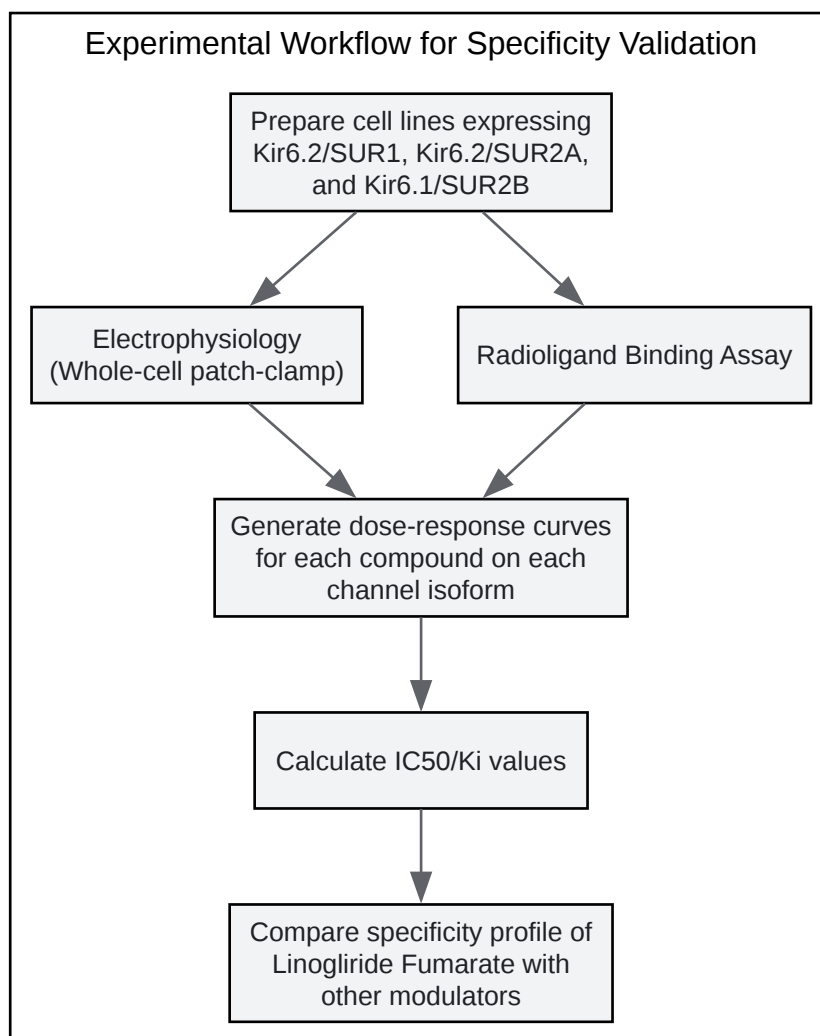 Experimental Workflow for Specificity Validation
Prepare cell lines expressing
Kir6.2/SUR1, Kir6.2/SUR2A,
and Kir6.1/SUR2B
Electrophysiology
(Whole-cell patch-clamp)
Radioligand Binding Assay
Generate dose-response curves
for each compound on each
channel isoform
Calculate IC50/Ki values
Compare specificity profile of
Linogliride Fumarate with
other modulators